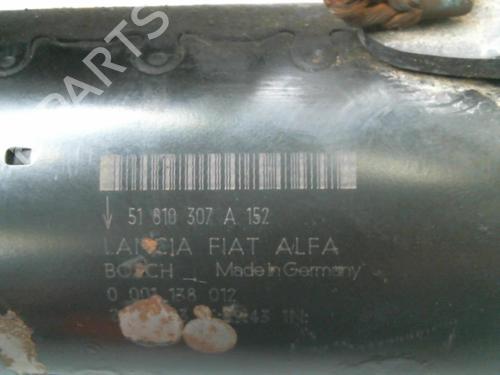 PARTS
51 810 307 A 152
LANCIA FIAT ALFA
BOSCH Made in Germany
0 001 138 012